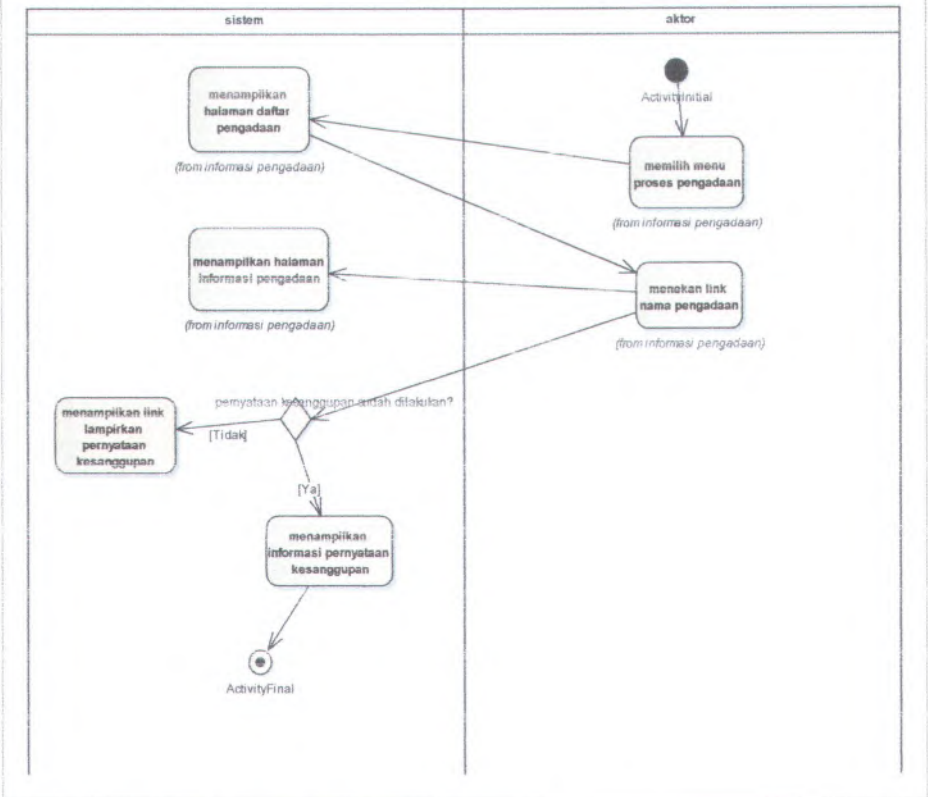 sistem
aktor
ActivityInitial
menampilkan
halaman daftar
pengadaan
(from informasi pengadaan)
memilih menu
proses pengadaan
(from informasi pengadaan)
menampilkan halaman
informasi pengadaan
(from informasi pengadaan)
menekan link
nama pengadaan
(from informasi pengadaan)
pernyataan kesanggupan sudah dilakukan?
menampilkan link
lampirkan
pernyataan
kesanggupan
[Tidak]
[Ya]
menampilkan
informasi pernyataan
kesanggupan
ActivityFinal